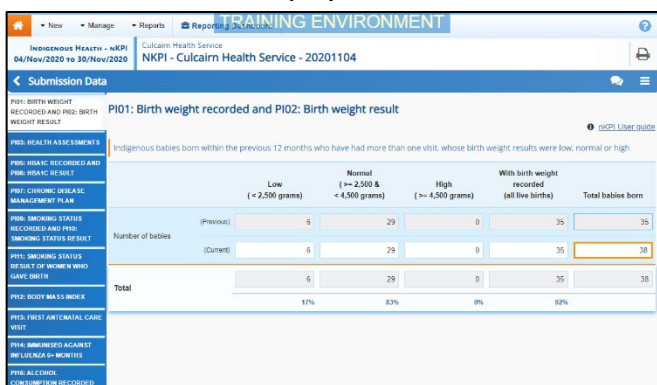 TRAINING ENVIRONMENT
New Manage Reports Reporting
INDIGENOUS HEALTH - NKPI
04/Nov/2020 TO 30/Nov/2020
Culcairn Health Service
NKPI - Culcairn Health Service - 20201104
Submission Data
PI01: BIRTH WEIGHT
RECORDED AND PI02: BIRTH
WEIGHT RESULT
PI03: HEALTH ASSESSMENTS
PI05: HBA1C RECORDED AND
PI06: HBA1C RESULT
PI07: CHRONIC DISEASE
MANAGEMENT PLAN
PI09: SMOKING STATUS
RECORDED AND PI10:
SMOKING STATUS RESULT
PI11: SMOKING STATUS
RESULT OF WOMEN WHO
GAVE BIRTH
PI12: BODY MASS INDEX
PI13: FIRST ANTENATAL CARE
VISIT
PI14: IMMUNISED AGAINST
INFLUENZA 6+ MONTHS
PI16: ALCOHOL
CONSUMPTION RECORDED
PI01: Birth weight recorded and PI02: Birth weight result
nKPI User guide
Indigenous babies born within the previous 12 months who have had more than one visit, whose birth weight results were low, normal or high
Low
( < 2,500 grams)
Normal
( >= 2,500 &
< 4,500 grams)
High
( >= 4,500 grams)
With birth weight
recorded
(all live births)
Total babies born
Number of babies
(Previous) 6 29 0 35 35
(Current) 6 29 0 35 38
Total
6 29 0 35 38
17% 83% 0% 92%